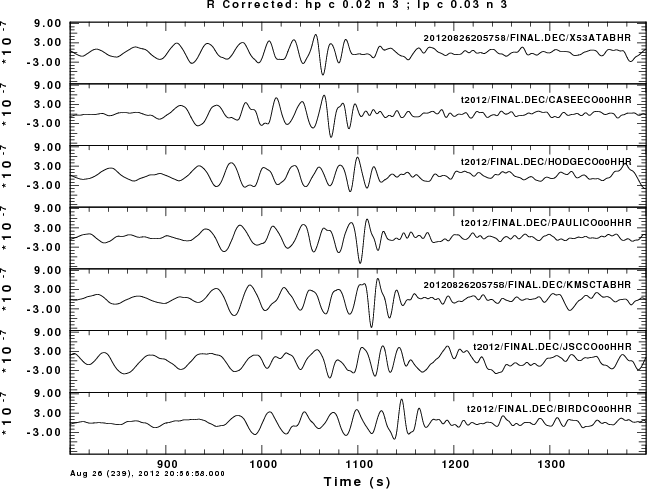 R Corrected: hp c 0.02 n 3 ; lp c 0.03 n 3
9.00
3.00
-3.00
*10 -7
20120826205758/FINAL.DEC/X53ATABHR
9.00
3.00
-3.00
*10 -7
t2012/FINAL.DEC/CASEECO00HHR
9.00
3.00
-3.00
*10 -7
t2012/FINAL.DEC/HODGECO00HHR
9.00
3.00
-3.00
*10 -7
t2012/FINAL.DEC/PAULICO00HHR
9.00
3.00
-3.00
*10 -7
20120826205758/FINAL.DEC/KMSCTABHR
9.00
3.00
-3.00
*10 -7
t2012/FINAL.DEC/JSCCO00HHR
9.00
3.00
-3.00
*10 -7
t2012/FINAL.DEC/BIRDCO00HHR
900 1000 1100 1200 1300
Aug 26 (239), 2012 20:56:58.000
Time (s)